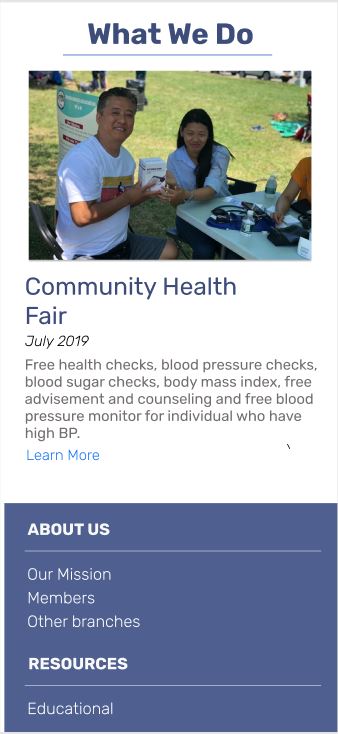 What We Do
Community Health
Fair
July 2019
Free health checks, blood pressure checks,
blood sugar checks, body mass index, free
advisement and counseling and free blood
pressure monitor for individual who have
high BP.
Learn More
ABOUT US
Our Mission
Members
Other branches
RESOURCES
Educational